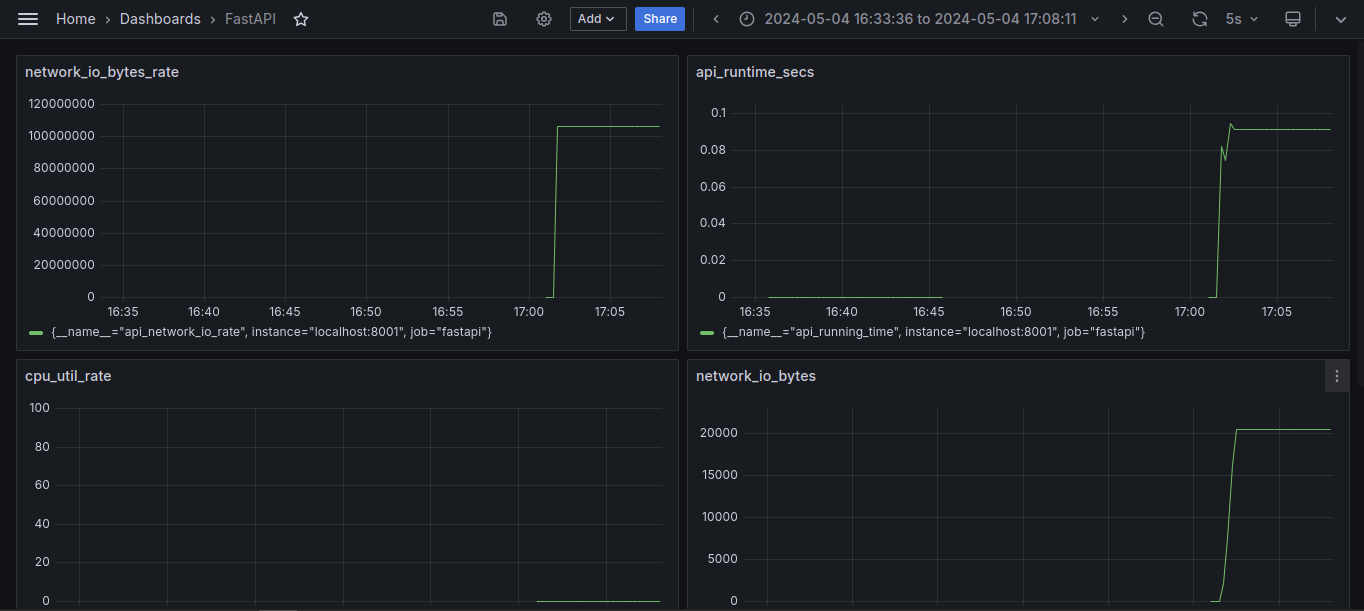 Home › Dashboards › FastAPI Add Share 2024-05-04 16:33:36 to 2024-05-04 17:08:11 5s
network_io_bytes_rate
120000000
100000000
80000000
60000000
40000000
20000000
0
16:35 16:40 16:45 16:50 16:55 17:00 17:05
{__name__="api_network_io_rate", instance="localhost:8001", job="fastapi"}
api_runtime_secs
0.1
0.08
0.06
0.04
0.02
0
16:35 16:40 16:45 16:50 16:55 17:00 17:05
{__name__="api_running_time", instance="localhost:8001", job="fastapi"}
cpu_util_rate
100
80
60
40
20
0
network_io_bytes
20000
15000
10000
5000
0